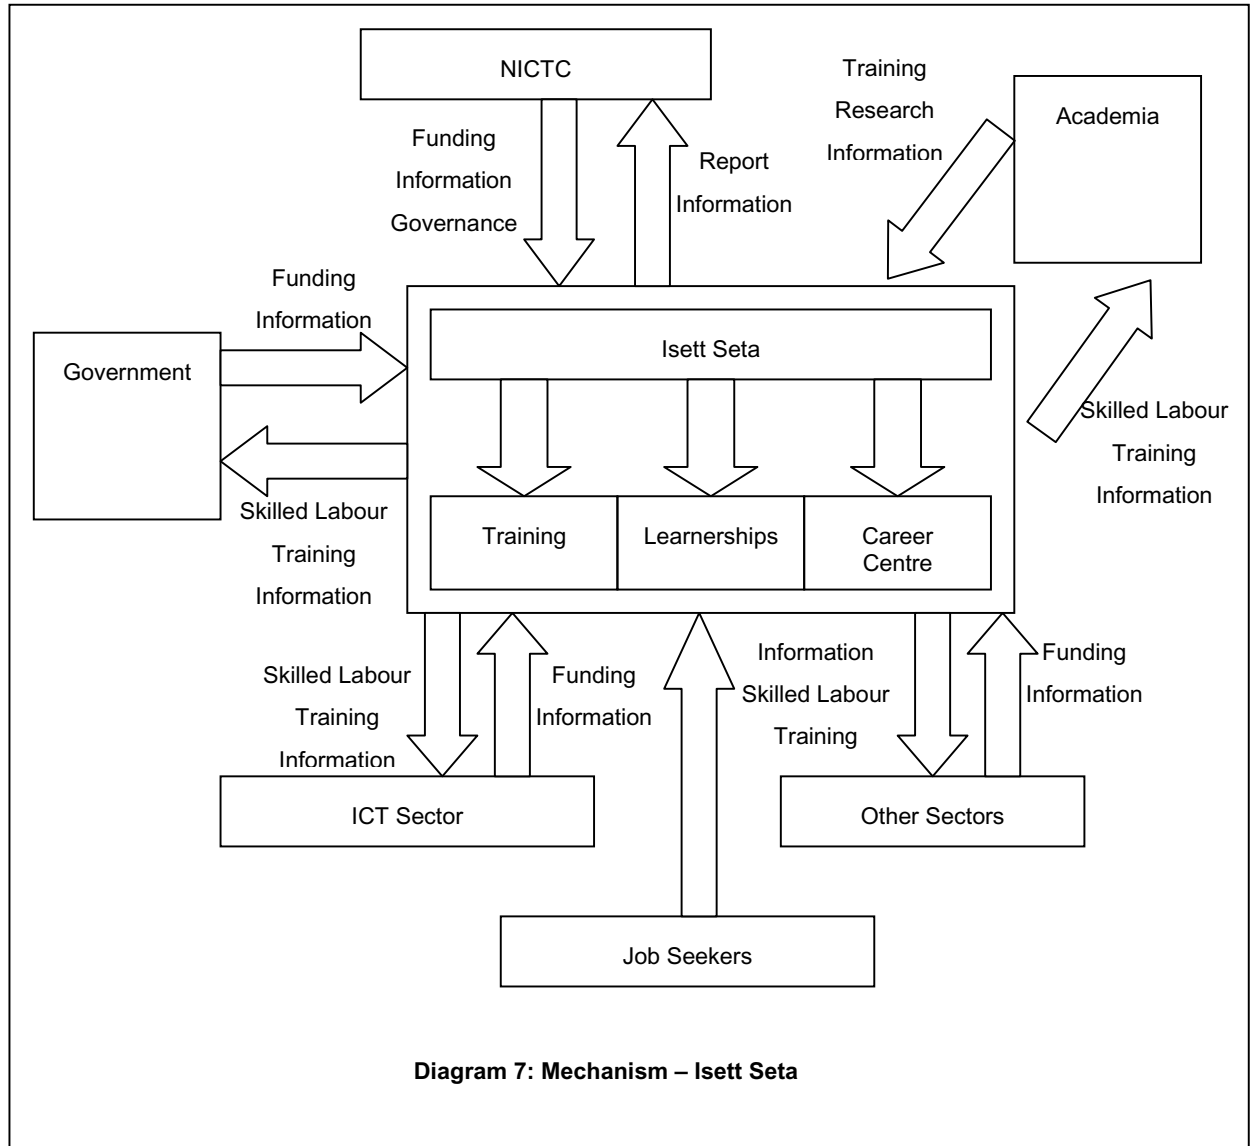 NICTC
Funding
Information
Governance
Report
Information
Training
Research
Information
Academia
Funding
Information
Government
Isett Seta
Skilled Labour
Training
Information
Training
Learnerships
Career
Centre
Skilled Labour
Training
Information
Skilled Labour
Training
Information
Funding
Information
Information
Skilled Labour
Training
Funding
Information
ICT Sector
Other Sectors
Job Seekers
Diagram 7: Mechanism – Isett Seta